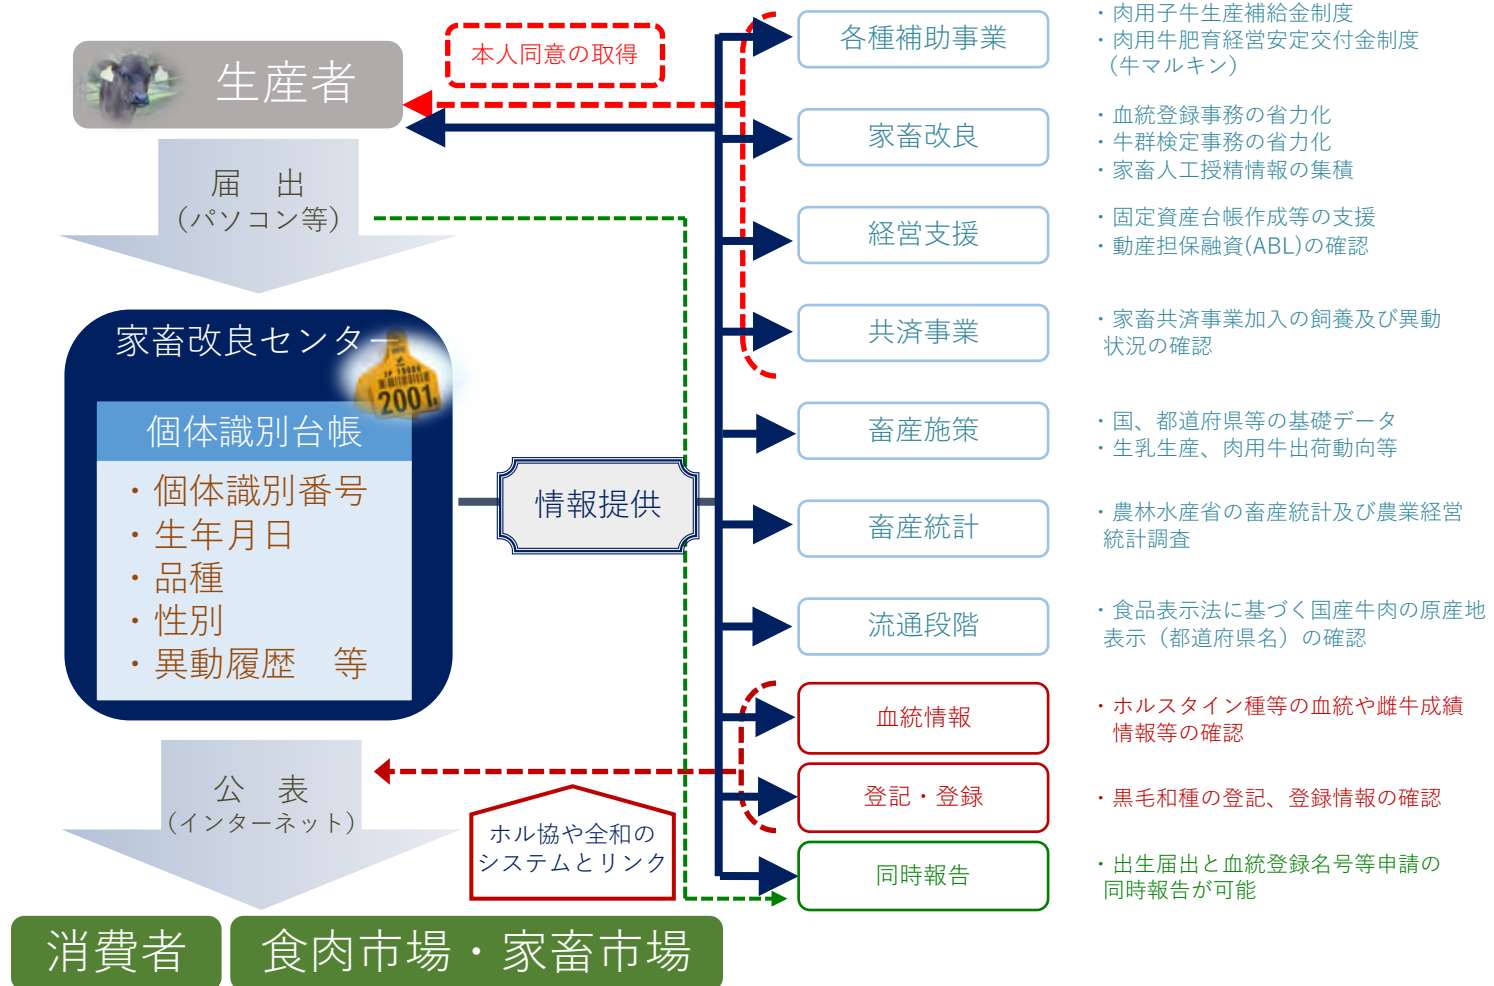 生産者
届　出
（パソコン等）
家畜改良センター
2001
個体識別台帳
・個体識別番号
・生年月日
・品種
・性別
・異動履歴　等
公　表
（インターネット）
消費者
食肉市場・家畜市場
本人同意の取得
情報提供
ホル協や全和の
システムとリンク
各種補助事業
・肉用子牛生産補給金制度
・肉用牛肥育経営安定交付金制度
（牛マルキン）
家畜改良
・血統登録事務の省力化
・牛群検定事務の省力化
・家畜人工授精情報の集積
経営支援
・固定資産台帳作成等の支援
・動産担保融資(ABL)の確認
共済事業
・家畜共済事業加入の飼養及び異動
状況の確認
畜産施策
・国、都道府県等の基礎データ
・生乳生産、肉用牛出荷動向等
畜産統計
・農林水産省の畜産統計及び農業経営
統計調査
流通段階
・食品表示法に基づく国産牛肉の原産地
表示（都道府県名）の確認
血統情報
・ホルスタイン種等の血統や雌牛成績
情報等の確認
登記・登録
・黒毛和種の登記、登録情報の確認
同時報告
・出生届出と血統登録名号等申請の
同時報告が可能